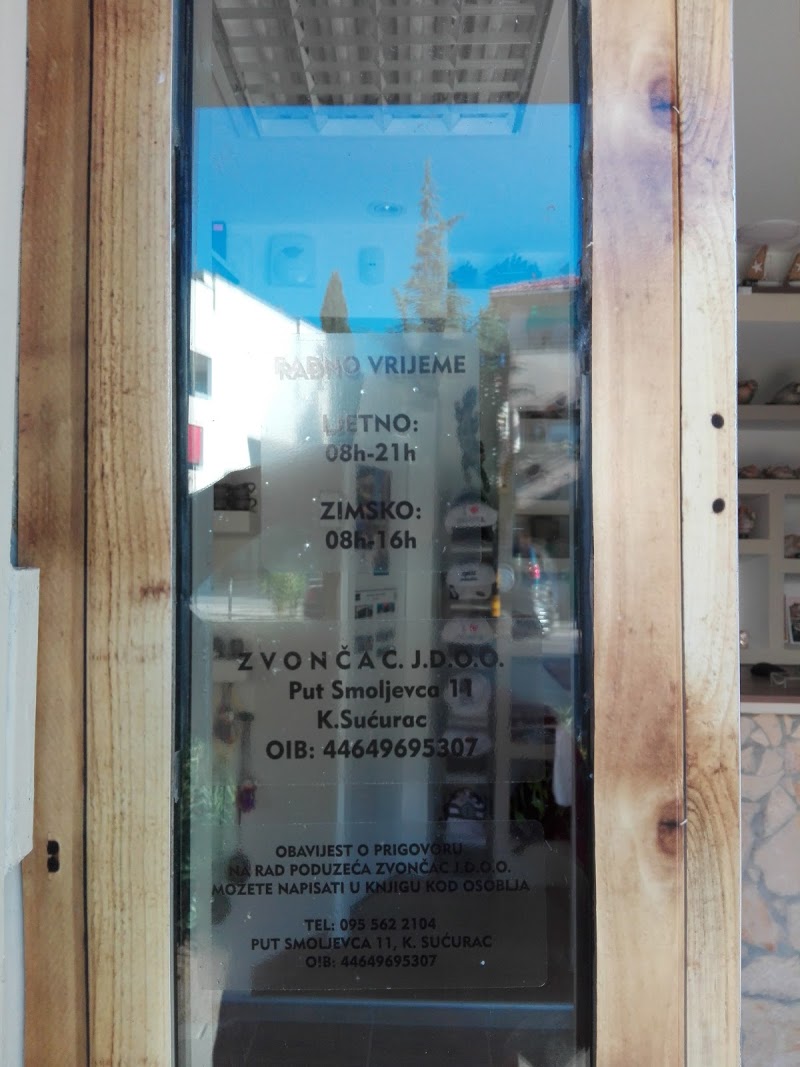 RADNO VRIJEME
LJETNO:
08h-21h
ZIMSKO:
08h-16h
ZVONČAC. J.D.O.O.
Put Smoljevca 11
K.Sućurac
OIB: 44649695307
OBAVIJEST O PRIGOVORU
NA RAD PODUZEĆA ZVONČAC J.D.O.O.
MOŽETE NAPISATI U KNJIGU KOD OSOBLJA
TEL: 095 562 2104
PUT SMOLJEVCA 11, K. SUĆURAC
OIB: 44649695307